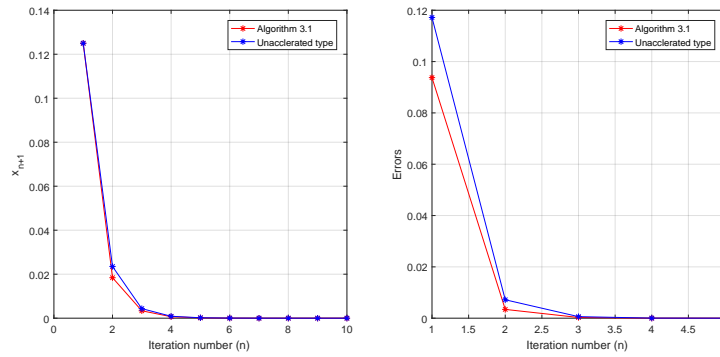 0.14
0.12
0.1
0.08
0.06
0.04
0.02
0
x_{n+1}
0 2 4 6 8 10
Iteration number (n)
Algorithm 3.1
Unacclerated type
0.12
0.1
0.08
0.06
0.04
0.02
0
Errors
1 1.5 2 2.5 3 3.5 4 4.5
Iteration number (n)
Algorithm 3.1
Unacclerated type